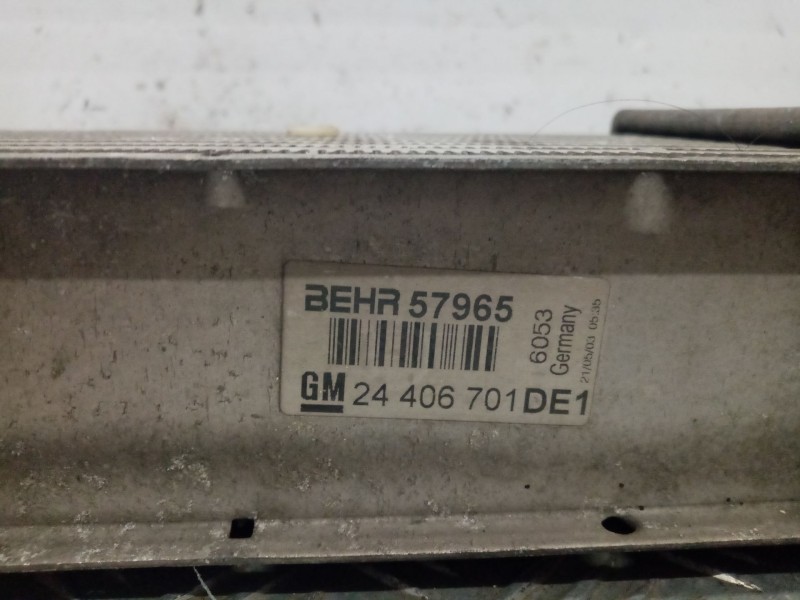 BEHR 57965
GM 24 406 701 DE1
6053
Germany
21/05/03 05:35